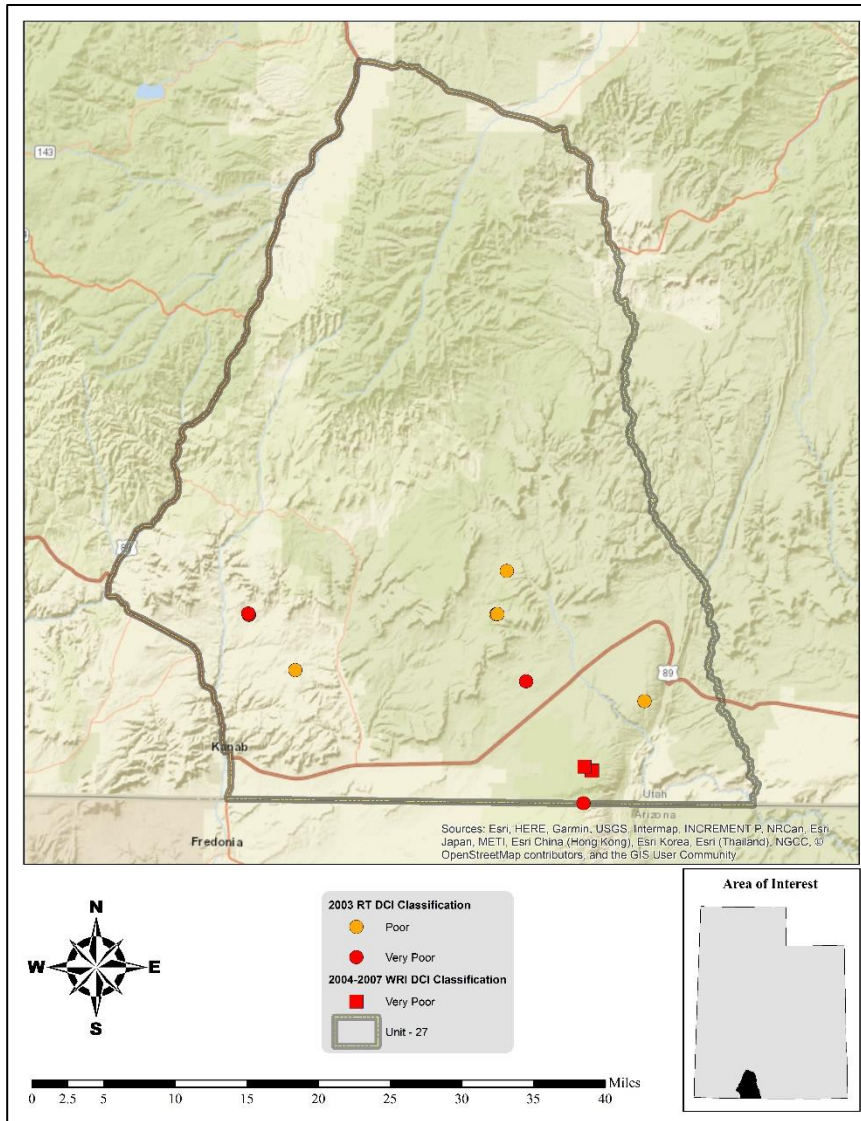 143
89
89
Kanab
Utah
Arizona
Fredonia
Sources: Esri, HERE, Garmin, USGS, Intermap, INCREMENT P, NRCan, Esri
Japan, METI, Esri China (Hong Kong), Esri Korea, Esri (Thailand), NGCC, ©
OpenStreetMap contributors, and the GIS User Community
N
W E
S
2003 RT DCI Classification
Poor
Very Poor
2004-2007 WRI DCI Classification
Very Poor
Unit - 27
Area of Interest
Miles
0 2.5 5 10 15 20 25 30 35 40